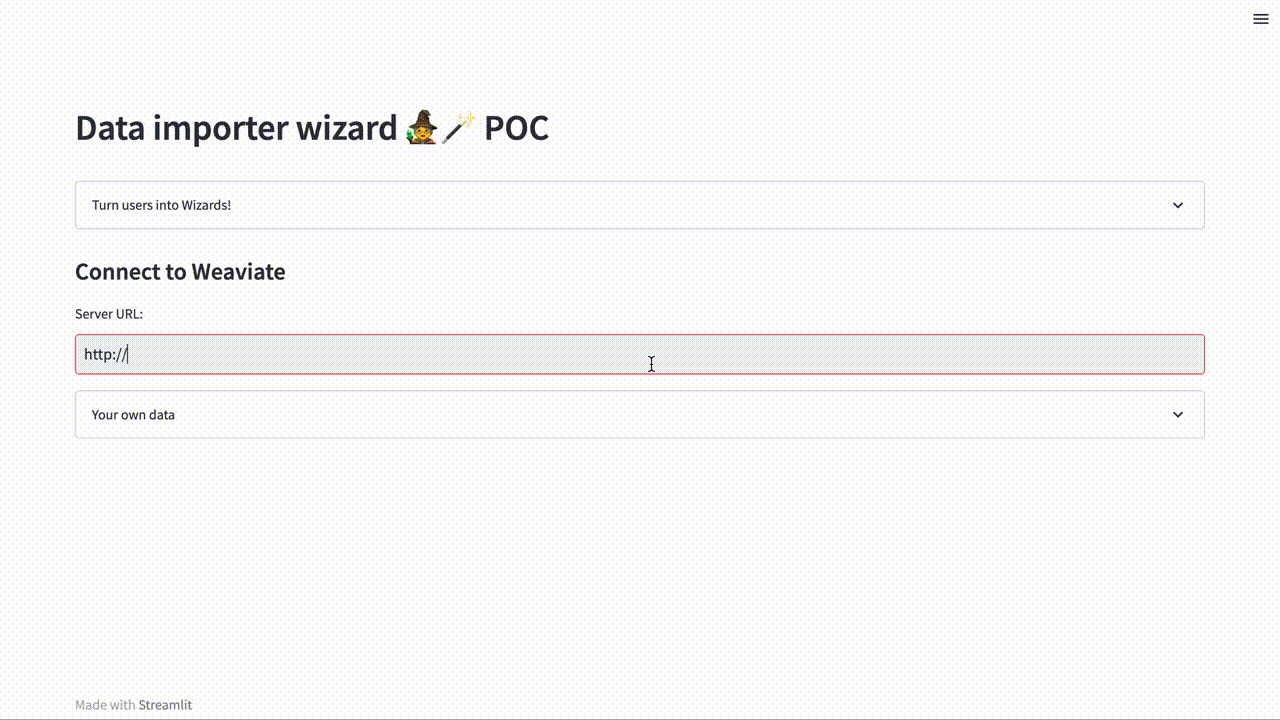 Data importer wizard 🧙🪄 POC
Turn users into Wizards!
Connect to Weaviate
Server URL:
http://
Your own data
Made with Streamlit